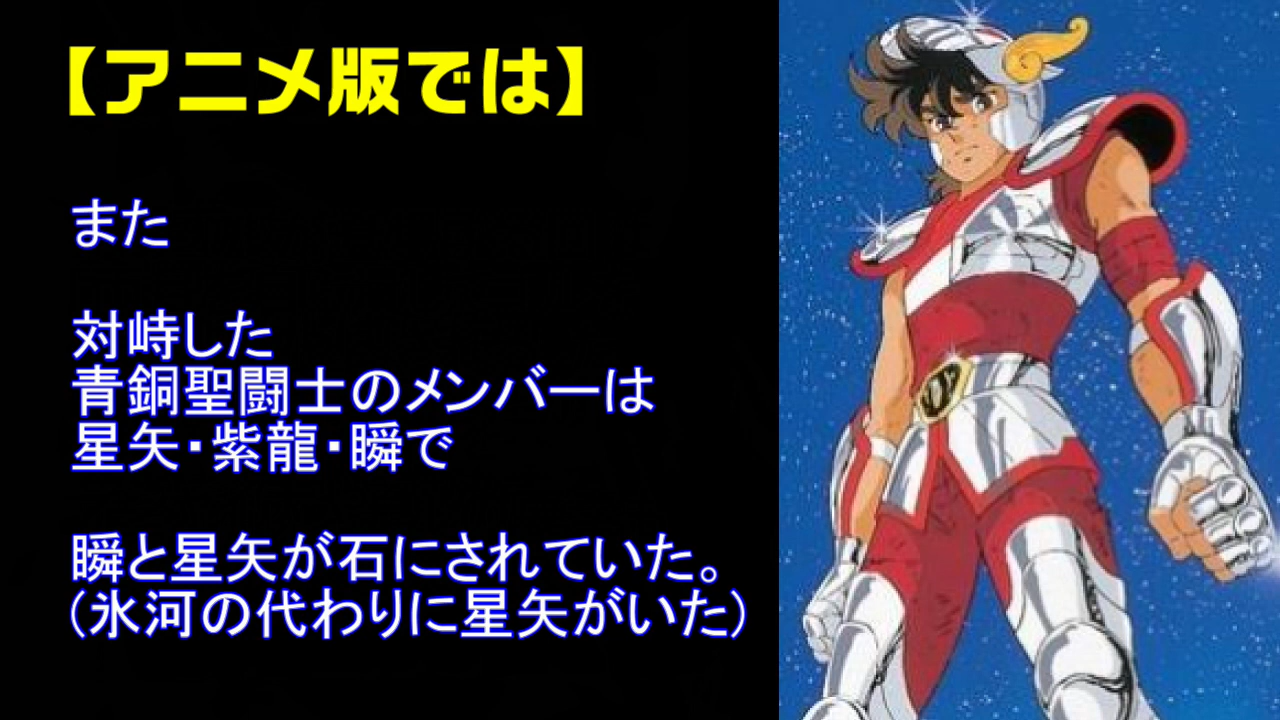 【アニメ版では】
また
対峙した
青銅聖闘士のメンバーは
星矢・紫龍・瞬で
瞬と星矢が石にされていた。
(氷河の代わりに星矢がいた)